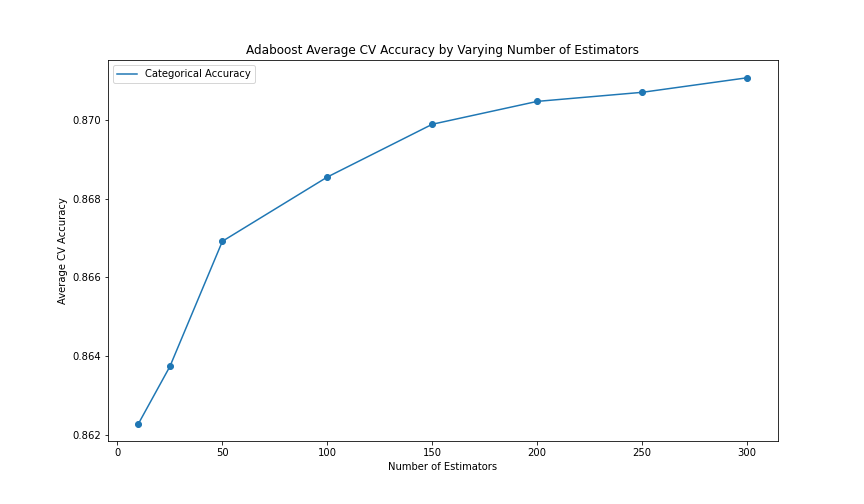 Adaboost Average CV Accuracy by Varying Number of Estimators
Categorical Accuracy
Average CV Accuracy
0.870
0.868
0.866
0.864
0.862
0 50 100 150 200 250 300
Number of Estimators